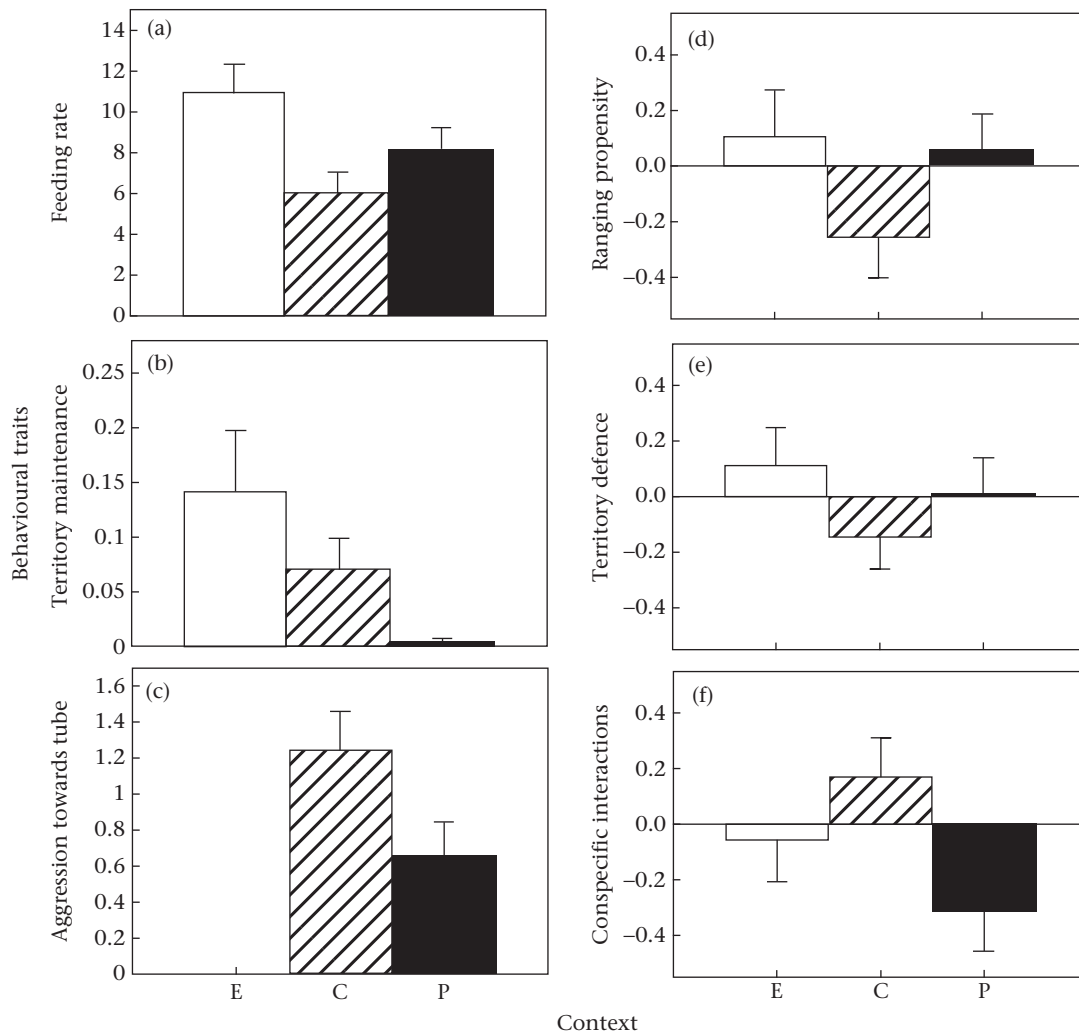 (a)
14
12
10
8
6
4
2
0
Feeding rate
(b)
0.25
0.2
0.15
0.1
0.05
0
Behavioural traits
Territory maintenance
(c)
1.6
1.4
1.2
1
0.8
0.6
0.4
0.2
0
Aggression towards tube
E C P
(d)
0.4
0.2
0.0
−0.2
−0.4
Ranging propensity
(e)
0.4
0.2
0.0
−0.2
−0.4
Territory defence
(f)
0.4
0.2
0.0
−0.2
−0.4
Conspecific interactions
E C P
Context